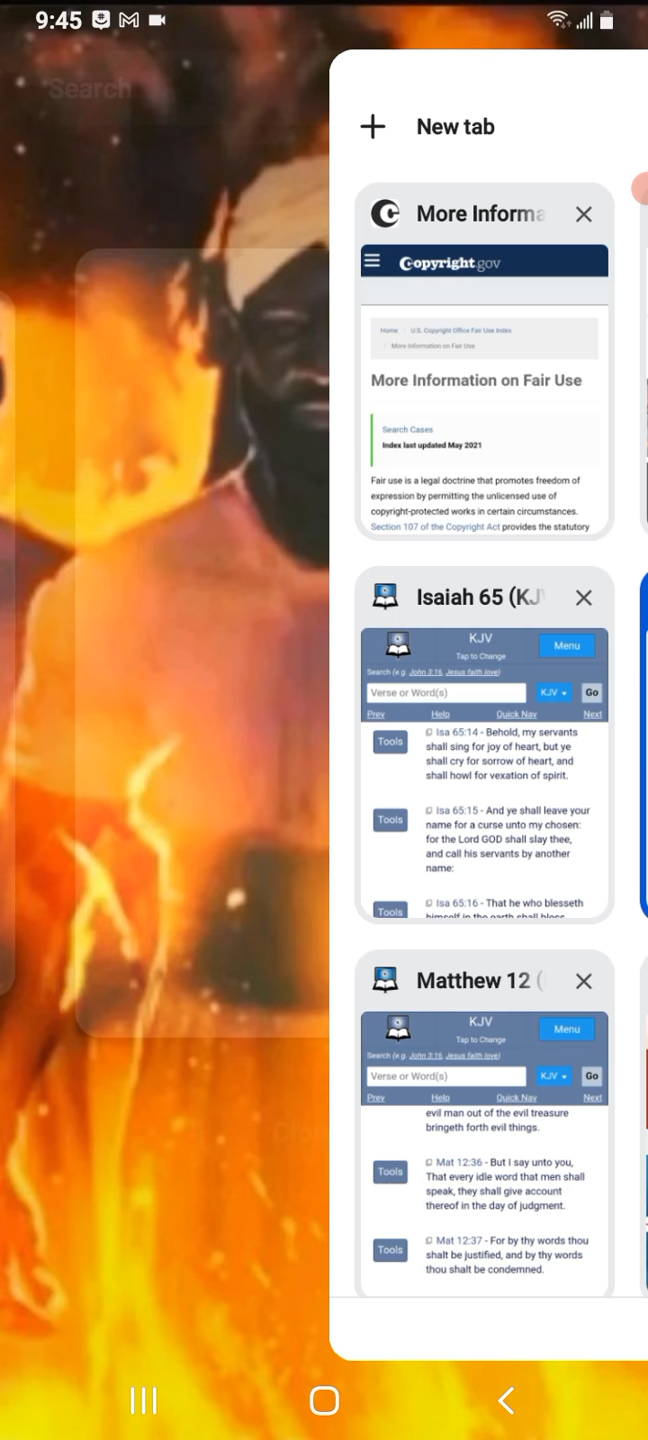 9:45
Search
New tab
More Informa
Copyright.gov
Home
U.S. Copyright Office Fair Use Index
More Information on Fair Use
More Information on Fair Use
Search Cases
Index last updated May 2021
Fair use is a legal doctrine that promotes freedom of
expression by permitting the unlicensed use of
copyright-protected works in certain circumstances.
Section 107 of the Copyright Act provides the statutory
Isaiah 65 (KJV
KJV
Tap to Change
Menu
Search (e.g. John 3:16, Jesus faith love)
Verse or Word(s) KJV Go
Prev Help Quick Nav Next
Tools
Isa 65:14 - Behold, my servants
shall sing for joy of heart, but ye
shall cry for sorrow of heart, and
shall howl for vexation of spirit.
Tools
Isa 65:15 - And ye shall leave your
name for a curse unto my chosen:
for the Lord GOD shall slay thee,
and call his servants by another
name:
Tools
Isa 65:16 - That he who blesseth
himself in the earth shall bless
Matthew 12 (
KJV
Tap to Change
Menu
Search (e.g. John 3:16, Jesus faith love)
Verse or Word(s) KJV Go
Prev Help Quick Nav Next
evil man out of the evil treasure
bringeth forth evil things.
Tools
Mat 12:36 - But I say unto you,
That every idle word that men shall
speak, they shall give account
thereof in the day of judgment.
Tools
Mat 12:37 - For by thy words thou
shalt be justified, and by thy words
thou shalt be condemned.